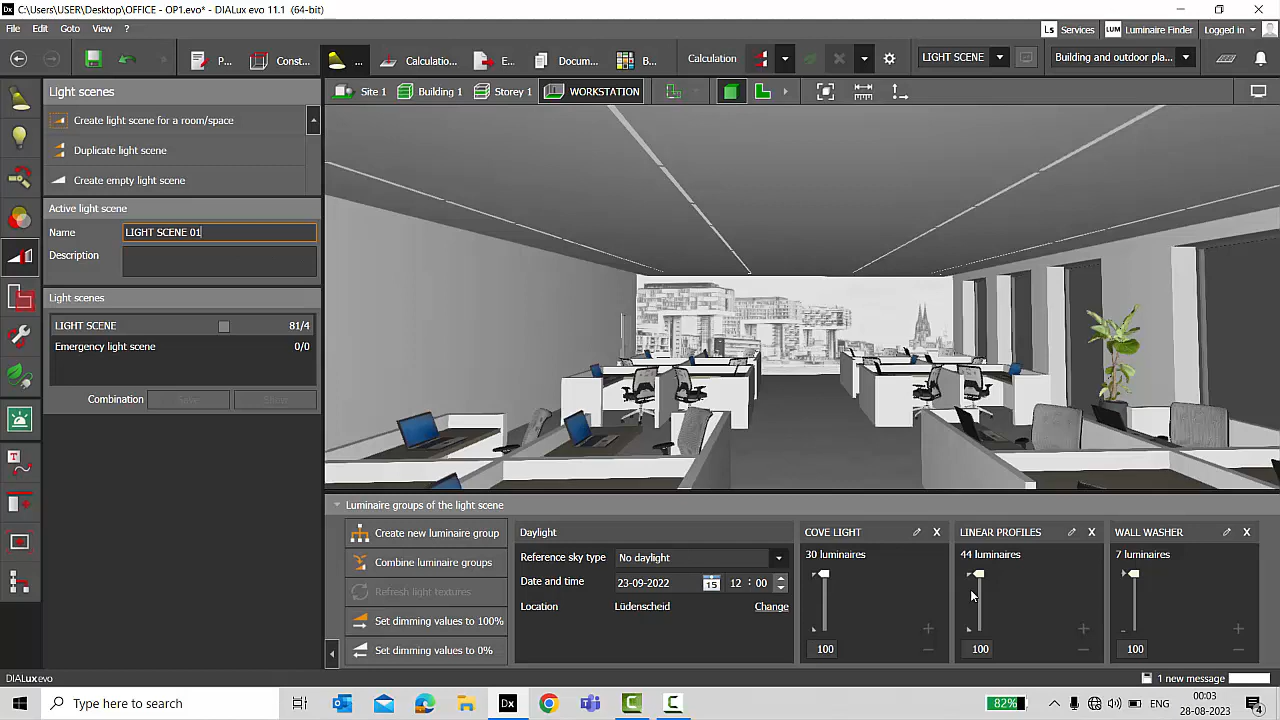 C:\Users\USER\Desktop\OFFICE - OP1.evo* - DIALux evo 11.1 (64-bit)
File Edit Goto View ?
Ls Services LUM Luminaire Finder Logged in
P... Const... ... Calculatio... E... Docum... B... Calculation LIGHT SCENE Building and outdoor pla...
Light scenes
Site 1 Building 1 Storey 1 WORKSTATION
Create light scene for a room/space
Duplicate light scene
Create empty light scene
Active light scene
Name LIGHT SCENE 01
Description
Light scenes
LIGHT SCENE 81/4
Emergency light scene 0/0
Combination Save
Luminaire groups of the light scene
Create new luminaire group
Combine luminaire groups
Refresh light textures
Set dimming values to 100%
Set dimming values to 0%
Daylight
Reference sky type No daylight
Date and time 23-09-2022 15 12 : 00
Location Lüdenscheid Change
COVE LIGHT
30 luminaires
100
LINEAR PROFILES
44 luminaires
100
WALL WASHER
7 luminaires
100
DIALux evo
1 new message
Type here to search
Dx
82%
ENG
00:03
28-08-2023
4